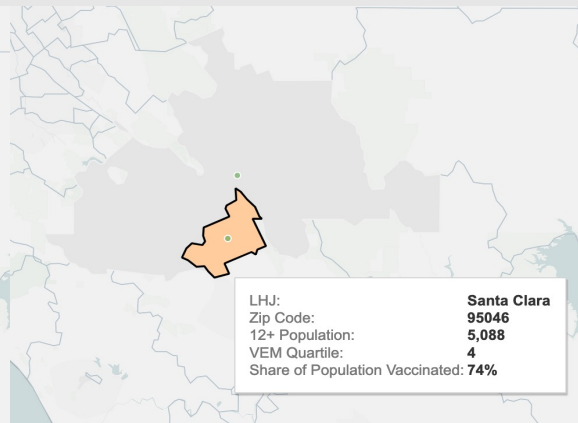 LHJ: Santa Clara
Zip Code: 95046
12+ Population: 5,088
VEM Quartile: 4
Share of Population Vaccinated: 74%